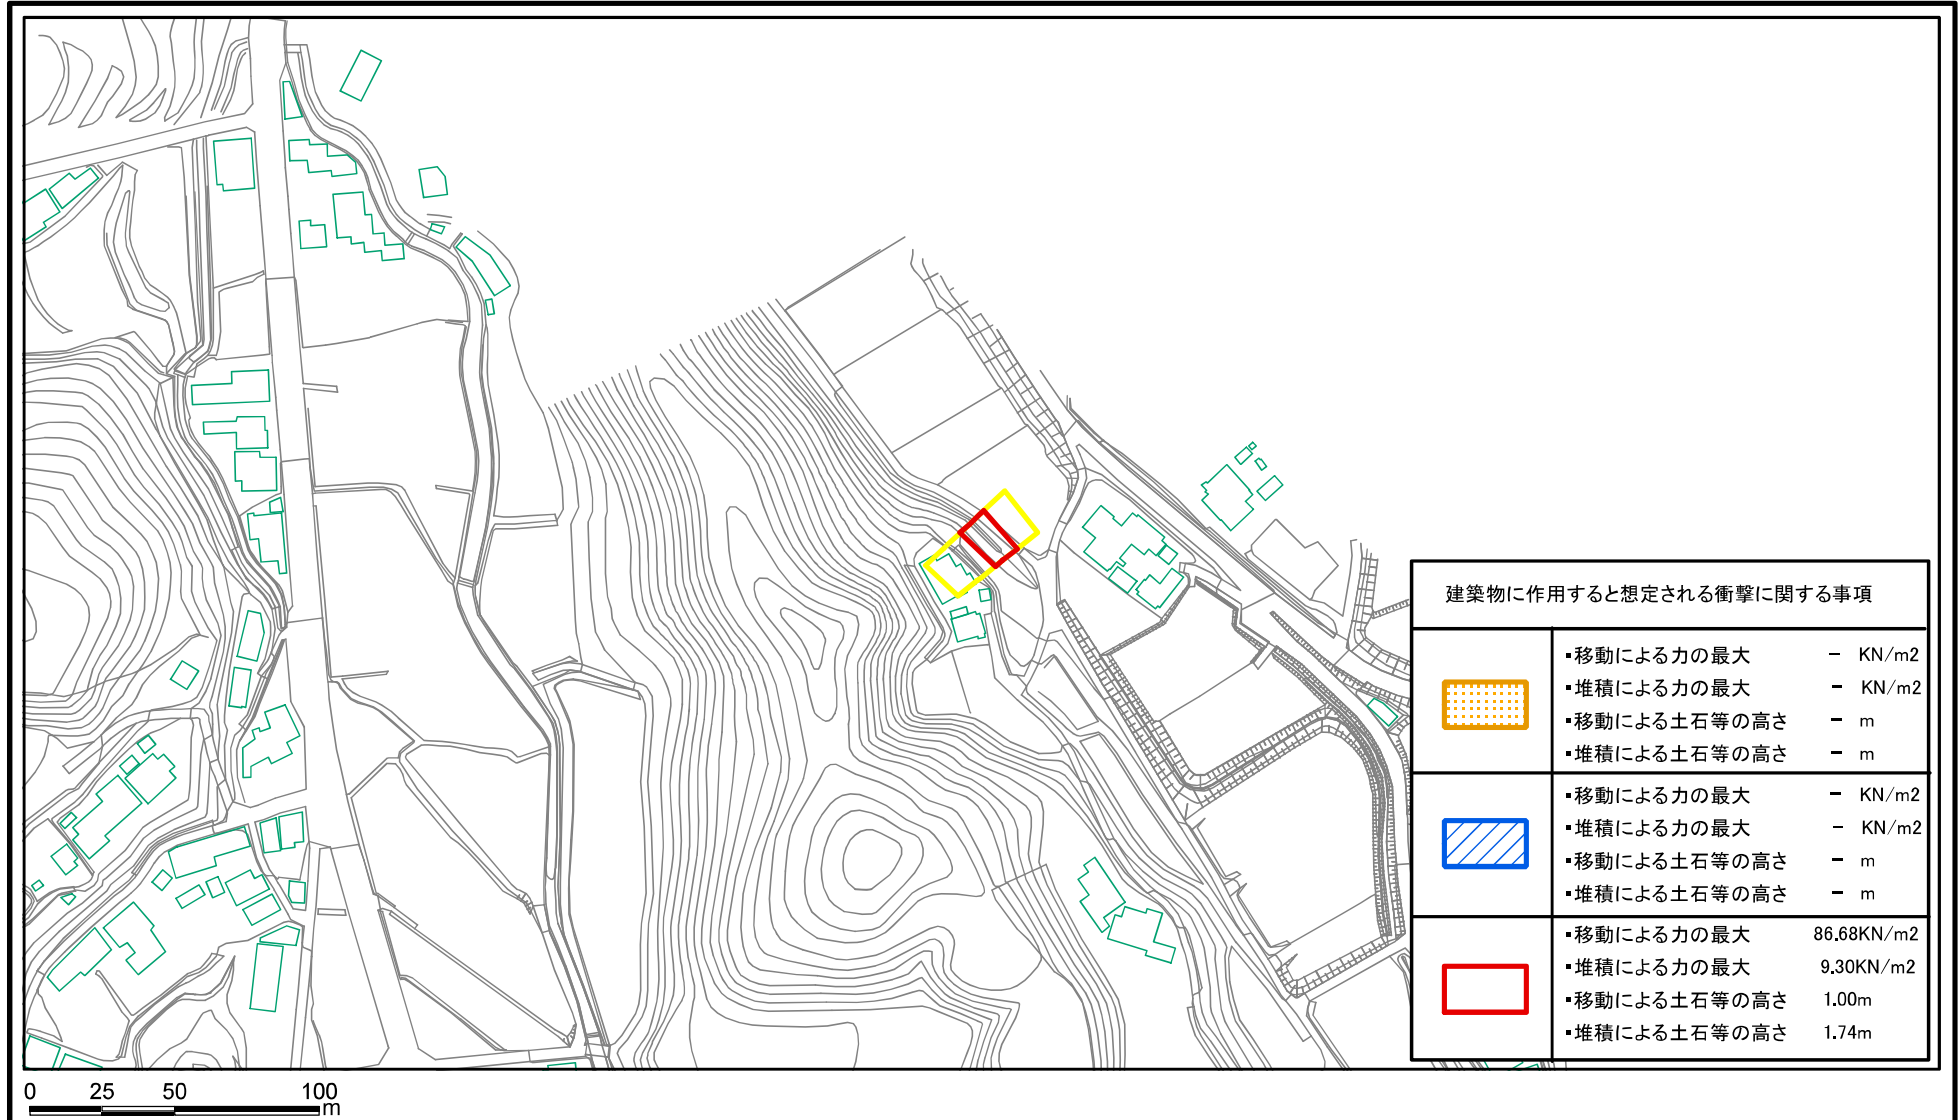 建築物に作用すると想定される衝撃に関する事項
・移動による力の最大 － KN/m2
・堆積による力の最大 － KN/m2
・移動による土石等の高さ － m
・堆積による土石等の高さ － m
・移動による力の最大 － KN/m2
・堆積による力の最大 － KN/m2
・移動による土石等の高さ － m
・堆積による土石等の高さ － m
・移動による力の最大 86.68KN/m2
・堆積による力の最大 9.30KN/m2
・移動による土石等の高さ 1.00m
・堆積による土石等の高さ 1.74m
0 25 50 100
m